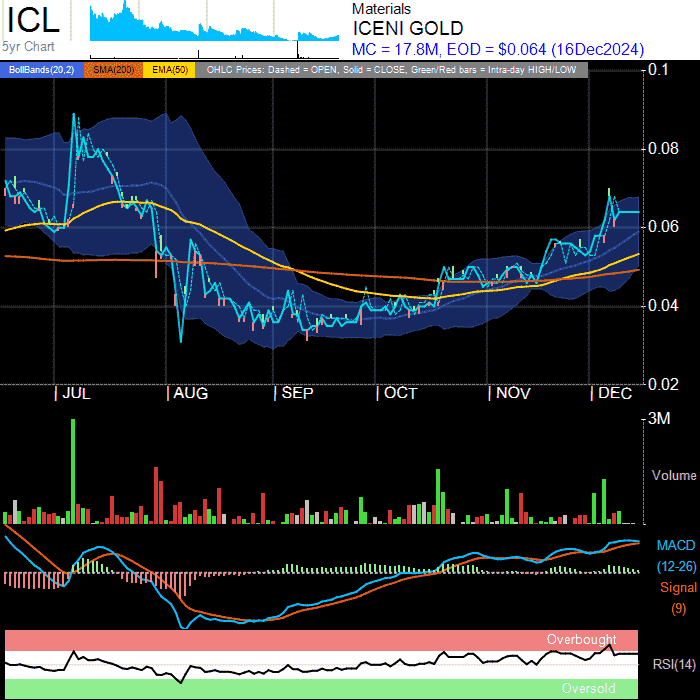 ICL
5yr Chart
Materials
ICENI GOLD
MC = 17.8M, EOD = $0.064 (16Dec2024)
BollBands(20,2) SMA(200) EMA(50) OHLC Prices: Dashed = OPEN, Solid = CLOSE, Green/Red bars = Intra-day HIGH/LOW
0.1
0.08
0.06
0.04
0.02
JUL AUG SEP OCT NOV DEC
3M
Volume
MACD
(12-26)
Signal
(9)
Overbought
RSI(14)
Oversold